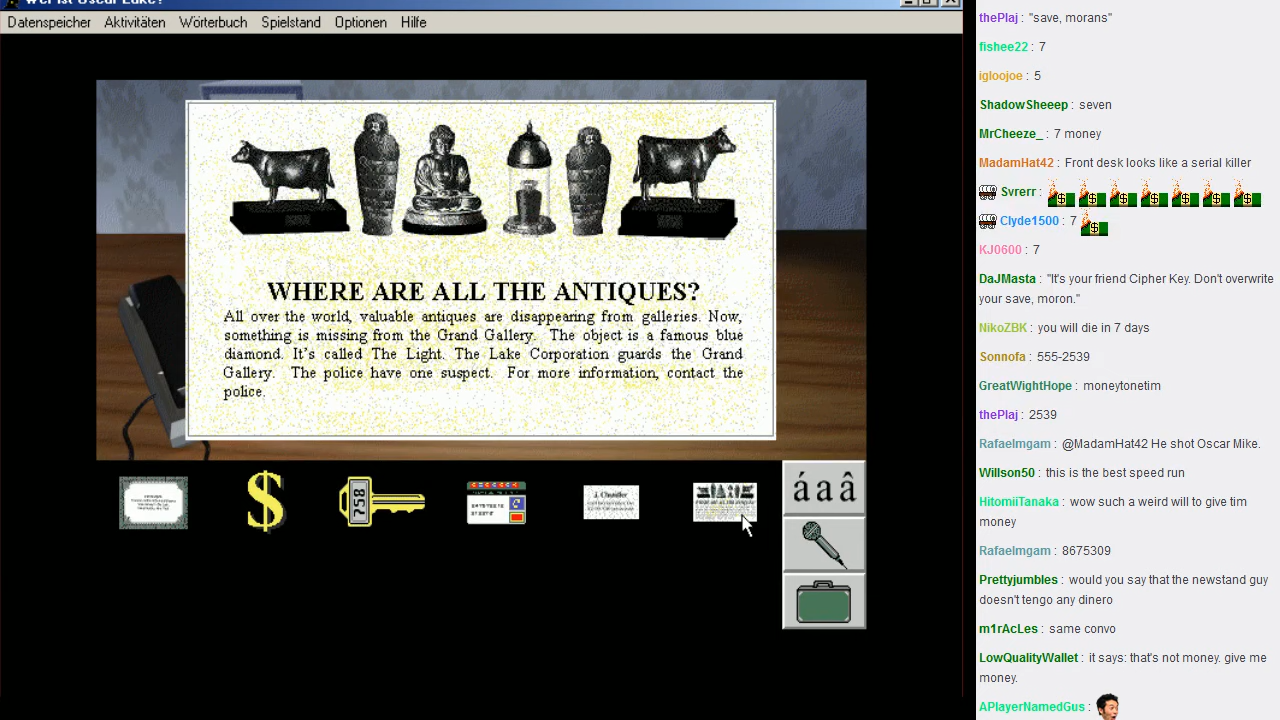 Wer ist Oscar Lake?
Datenspeicher Aktivitäten Wörterbuch Spielstand Optionen Hilfe
WHERE ARE ALL THE ANTIQUES?
All over the world, valuable antiques are disappearing from galleries. Now,
something is missing from the Grand Gallery. The object is a famous blue
diamond. It's called The Light. The Lake Corporation guards the Grand
Gallery. The police have one suspect. For more information, contact the
police.
$
758
J. Chandler
á a â
thePlaj : "save, morans"
fishee22 : 7
igloojoe : 5
ShadowSheeep : seven
MrCheeze_ : 7 money
MadamHat42 : Front desk looks like a serial killer
Svrerr :
Clyde1500 : 7
KJ0600 : 7
DaJMasta : "It's your friend Cipher Key. Don't overwrite
your save, moron."
NikoZBK : you will die in 7 days
Sonnofa : 555-2539
GreatWightHope : moneytonetim
thePlaj : 2539
Rafaelmgam : @MadamHat42 He shot Oscar Mike.
Willson50 : this is the best speed run
HitomiiTanaka : wow such a weird will to give tim
money
Rafaelmgam : 8675309
Prettyjumbles : would you say that the newstand guy
doesn't tengo any dinero
m1rAcLes : same convo
LowQualityWallet : it says: that's not money. give me
money.
APlayerNamedGus :